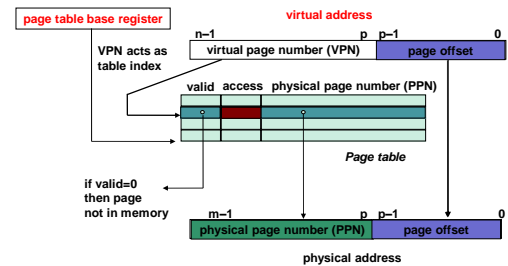 page table base register
virtual address
n–1 p p–1 0
VPN acts as
table index
virtual page number (VPN) page offset
valid access physical page number (PPN)
Page table
if valid=0
then page
not in memory
m–1 p p–1 0
physical page number (PPN) page offset
physical address